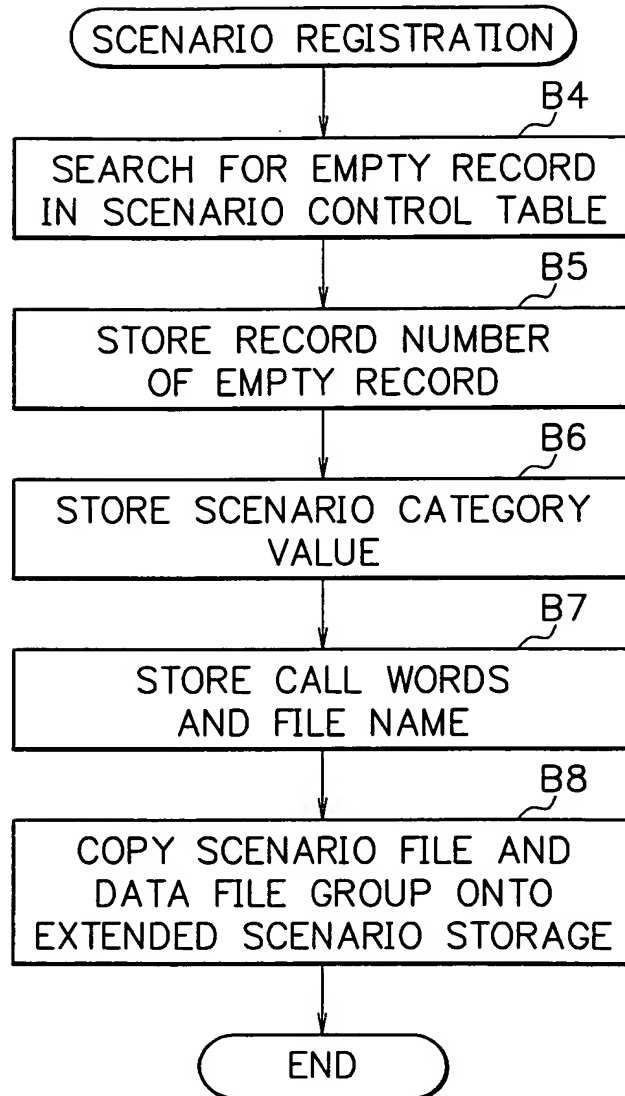 SCENARIO REGISTRATION
B4
SEARCH FOR EMPTY RECORD
IN SCENARIO CONTROL TABLE
B5
STORE RECORD NUMBER
OF EMPTY RECORD
B6
STORE SCENARIO CATEGORY
VALUE
B7
STORE CALL WORDS
AND FILE NAME
B8
COPY SCENARIO FILE AND
DATA FILE GROUP ONTO
EXTENDED SCENARIO STORAGE
END